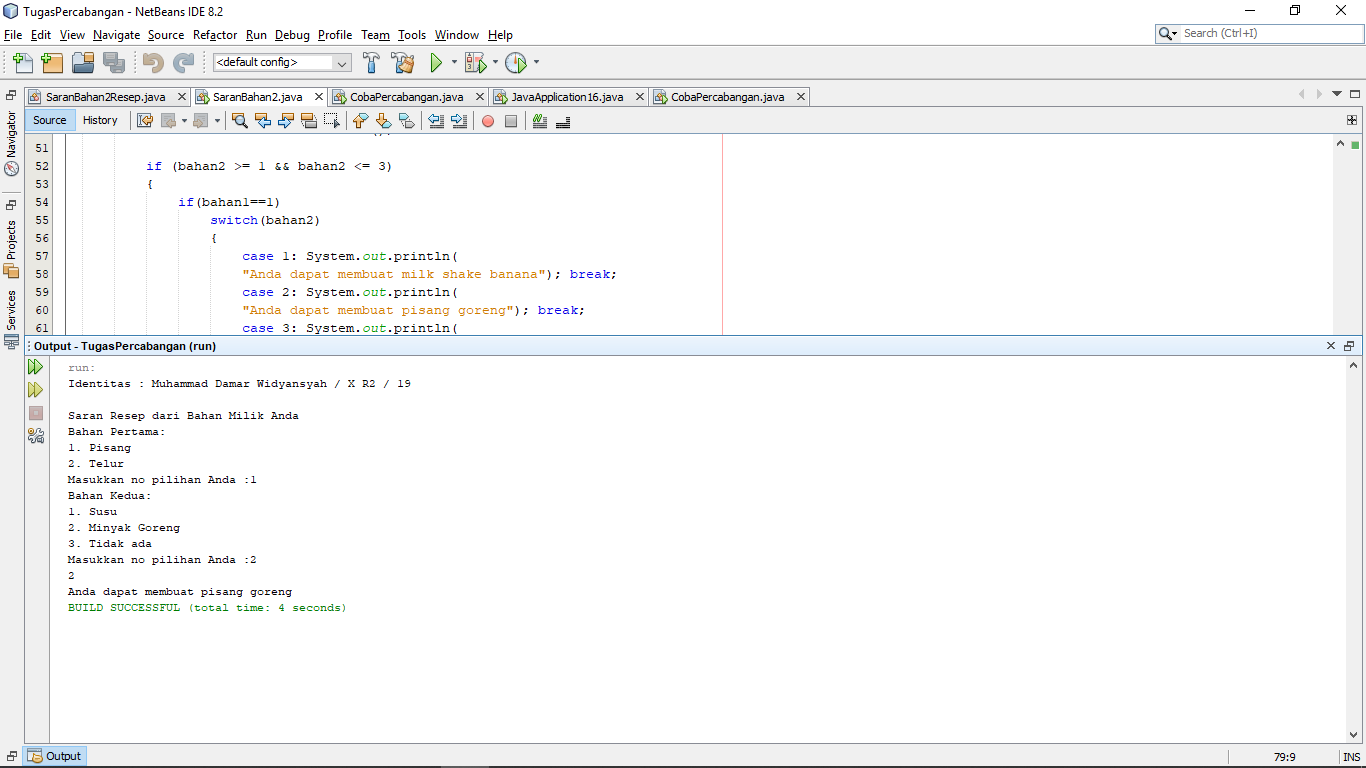 TugasPercabangan - NetBeans IDE 8.2
File Edit View Navigate Source Refactor Run Debug Profile Team Tools Window Help
Search (Ctrl+I)
<default config>
SaranBahan2Resep.java SaranBahan2.java CobaPercabangan.java JavaApplication16.java CobaPercabangan.java
Navigator
Projects
Services
Source History
51
52 if (bahan2 >= 1 && bahan2 <= 3)
53 {
54 if(bahan1==1)
55 switch(bahan2)
56 {
57 case 1: System.out.println(
58 "Anda dapat membuat milk shake banana"); break;
59 case 2: System.out.println(
60 "Anda dapat membuat pisang goreng"); break;
61 case 3: System.out.println(
Output - TugasPercabangan (run)
run:
Identitas : Muhammad Damar Widyansyah / X R2 / 19
Saran Resep dari Bahan Milik Anda
Bahan Pertama:
1. Pisang
2. Telur
Masukkan no pilihan Anda :1
Bahan Kedua:
1. Susu
2. Minyak Goreng
3. Tidak ada
Masukkan no pilihan Anda :2
2
Anda dapat membuat pisang goreng
BUILD SUCCESSFUL (total time: 4 seconds)
Output
79:9 INS